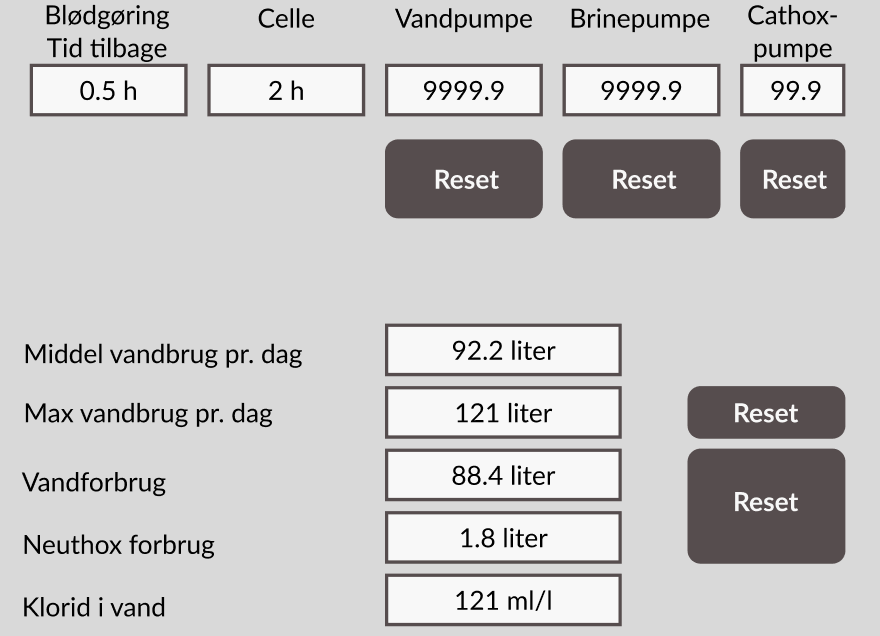 Blødgøring
Tid tilbage
Celle
Vandpumpe
Brinepumpe
Cathox-
pumpe
0.5 h
2 h
9999.9
9999.9
99.9
Reset
Reset
Reset
Middel vandbrug pr. dag
92.2 liter
Max vandbrug pr. dag
121 liter
Reset
Vandforbrug
88.4 liter
Reset
Neuthox forbrug
1.8 liter
Klorid i vand
121 ml/l